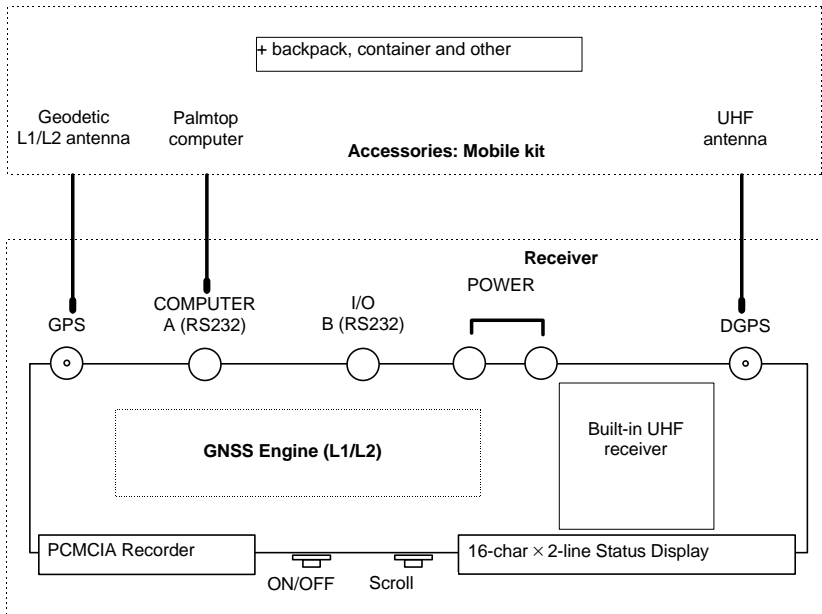 + backpack, container and other
Geodetic
L1/L2 antenna
Palmtop
computer
UHF
antenna
Accessories: Mobile kit
Receiver
POWER
GPS
COMPUTER
A (RS232)
I/O
B (RS232)
DGPS
GNSS Engine (L1/L2)
Built-in UHF
receiver
PCMCIA Recorder
16-char × 2-line Status Display
ON/OFF
Scroll